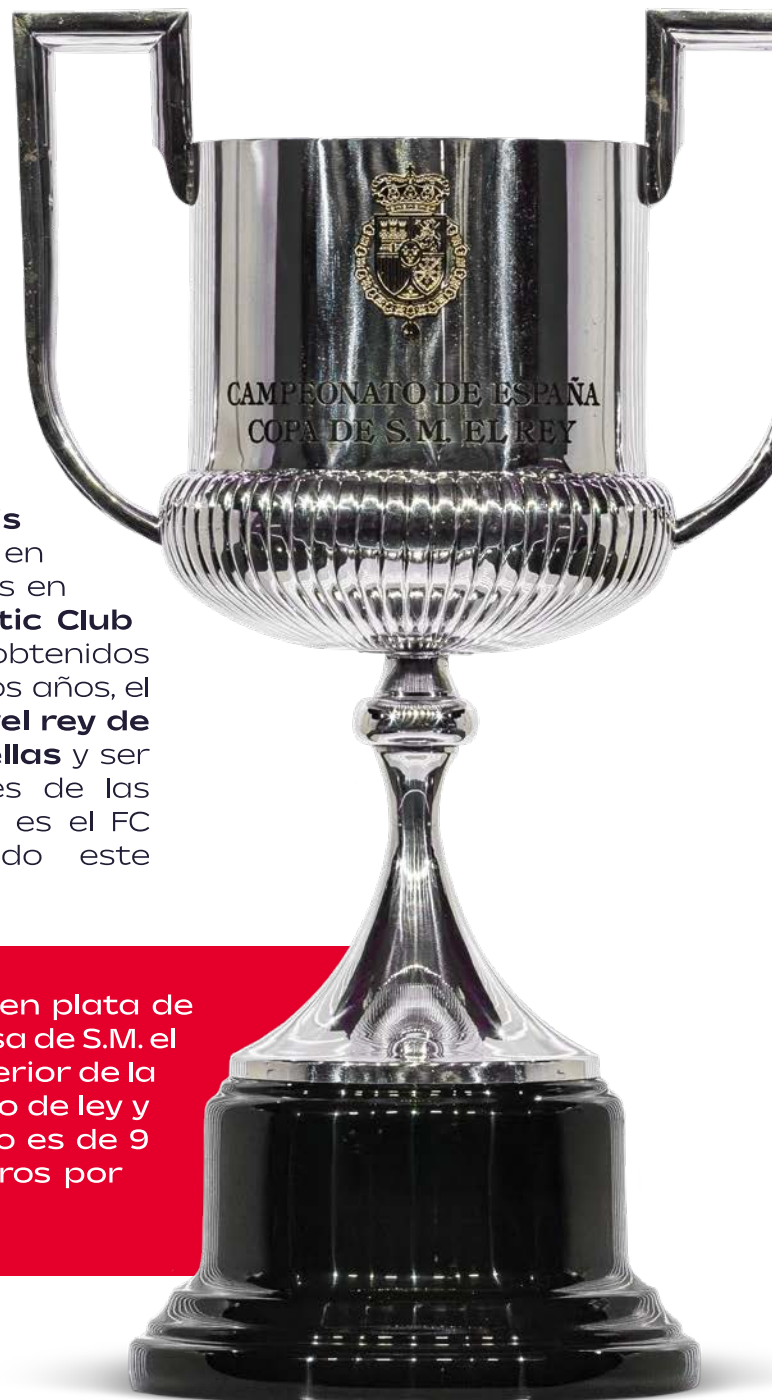 CAMPEONATO DE ESPAÑA
COPA DE S.M. EL REY
s
en
s en
tic Club
obtenidos
os años, el
el rey de
ellas y ser
es de las
es el FC
do este
en plata de
sa de S.M. el
erior de la
o de ley y
o es de 9
ros por